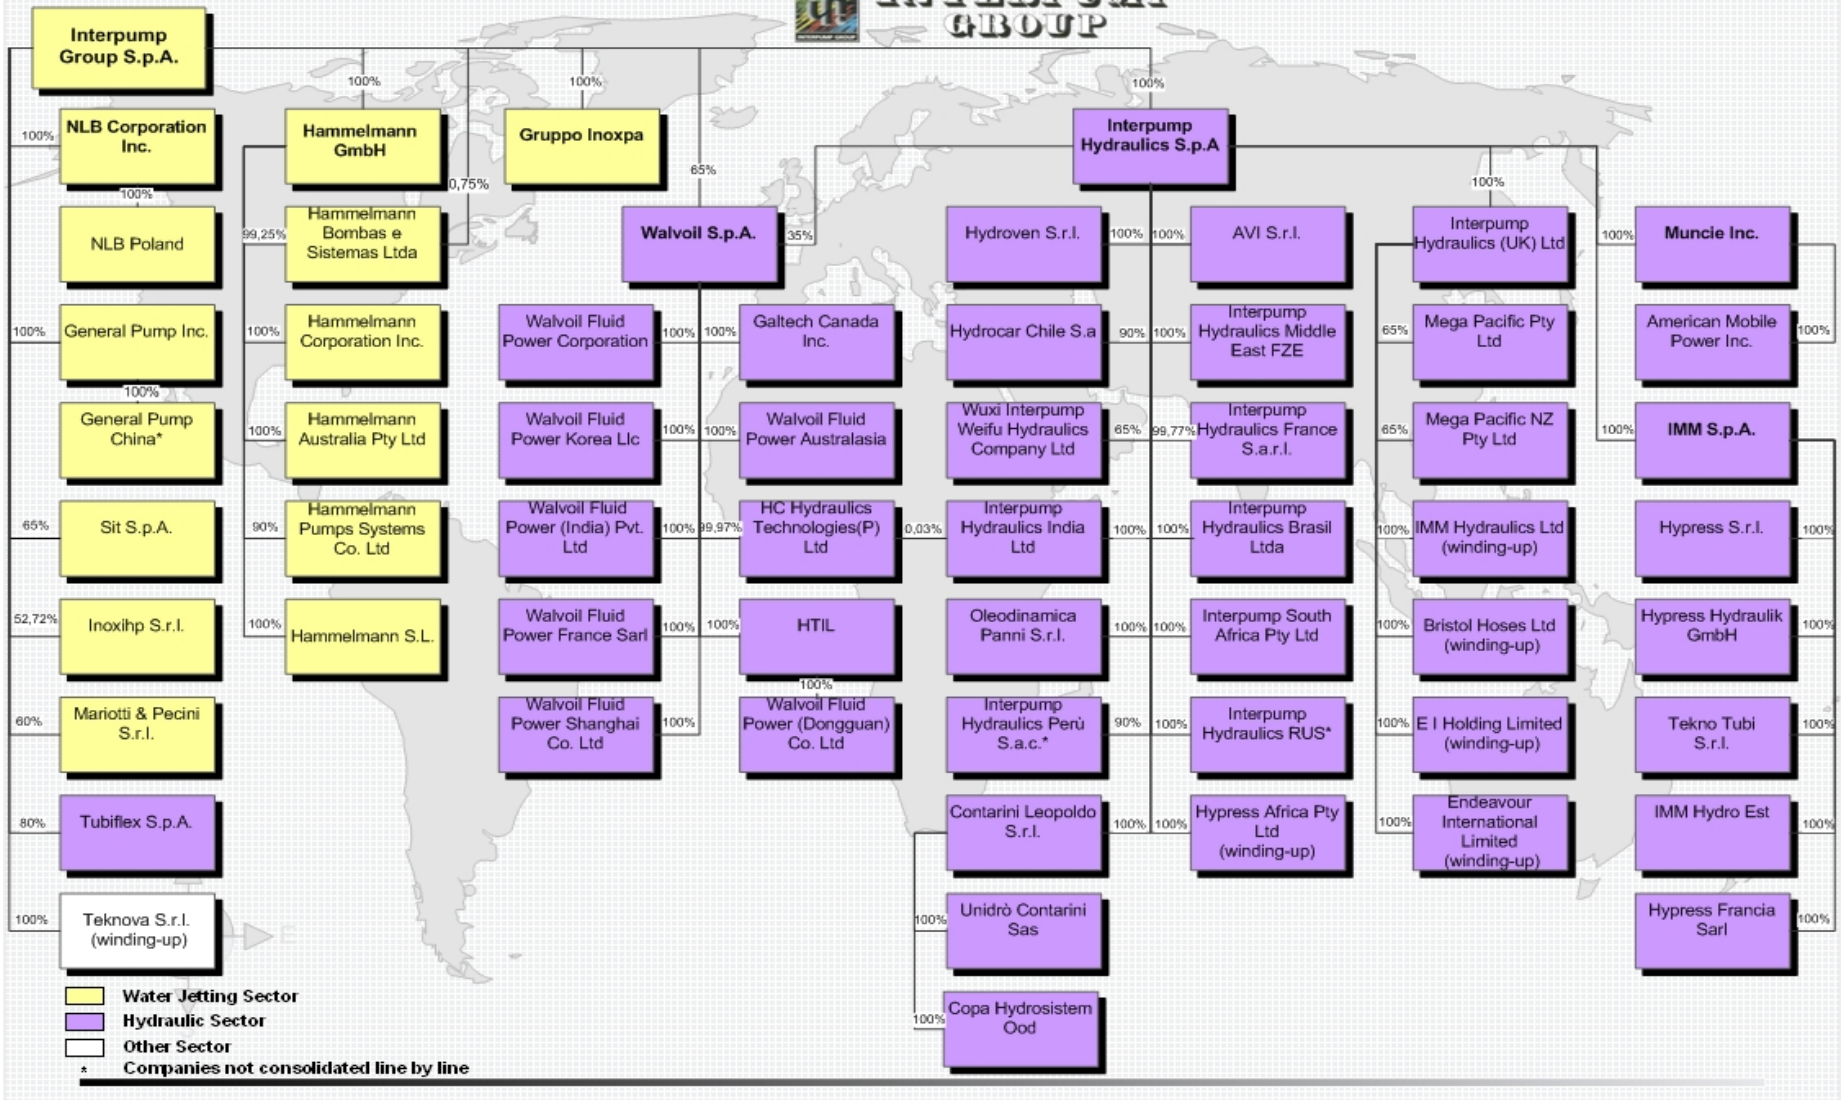 INTERPUMP
GROUP
INTERPUMP GROUP
Interpump
Group S.p.A.
100%
100%
100%
100%
NLB Corporation
Inc.
Hammelmann
GmbH
Gruppo Inoxpa
Interpump
Hydraulics S.p.A
65%
0,75%
100%
100%
NLB Poland
99,25%
Hammelmann
Bombas e
Sistemas Ltda
Walvoil S.p.A.
35%
Hydroven S.r.l.
100%
100%
AVI S.r.l.
Interpump
Hydraulics (UK) Ltd
100%
Muncie Inc.
100%
General Pump Inc.
100%
Hammelmann
Corporation Inc.
Walvoil Fluid
Power Corporation
100%
100%
Galtech Canada
Inc.
Hydrocar Chile S.a
90%
100%
Interpump
Hydraulics Middle
East FZE
65%
Mega Pacific Pty
Ltd
American Mobile
Power Inc.
100%
100%
General Pump
China*
100%
Hammelmann
Australia Pty Ltd
Walvoil Fluid
Power Korea Llc
100%
100%
Walvoil Fluid
Power Australasia
Wuxi Interpump
Weifu Hydraulics
Company Ltd
65%
99,77%
Interpump
Hydraulics France
S.a.r.l.
65%
Mega Pacific NZ
Pty Ltd
100%
IMM S.p.A.
65%
Sit S.p.A.
90%
Hammelmann
Pumps Systems
Co. Ltd
Walvoil Fluid
Power (India) Pvt.
Ltd
100%
99,97%
HC Hydraulics
Technologies(P)
Ltd
0,03%
Interpump
Hydraulics India
Ltd
100%
100%
Interpump
Hydraulics Brasil
Ltda
100%
IMM Hydraulics Ltd
(winding-up)
Hypress S.r.l.
100%
52,72%
Inoxihp S.r.l.
100%
Hammelmann S.L.
Walvoil Fluid
Power France Sarl
100%
100%
HTIL
Oleodinamica
Panni S.r.l.
100%
100%
Interpump South
Africa Pty Ltd
100%
Bristol Hoses Ltd
(winding-up)
Hypress Hydraulik
GmbH
100%
60%
Mariotti & Pecini
S.r.l.
Walvoil Fluid
Power Shanghai
Co. Ltd
100%
100%
Walvoil Fluid
Power (Dongguan)
Co. Ltd
Interpump
Hydraulics Perù
S.a.c.*
90%
100%
Interpump
Hydraulics RUS*
100%
E I Holding Limited
(winding-up)
Tekno Tubi
S.r.l.
100%
80%
Tubiflex S.p.A.
Contarini Leopoldo
S.r.l.
100%
100%
Hypress Africa Pty
Ltd
(winding-up)
100%
Endeavour
International
Limited
(winding-up)
IMM Hydro Est
100%
100%
Teknova S.r.l.
(winding-up)
E
100%
Unidrò Contarini
Sas
Hypress Francia
Sarl
100%
100%
Copa Hydrosistem
Ood
Water Jetting Sector
Hydraulic Sector
Other Sector
* Companies not consolidated line by line